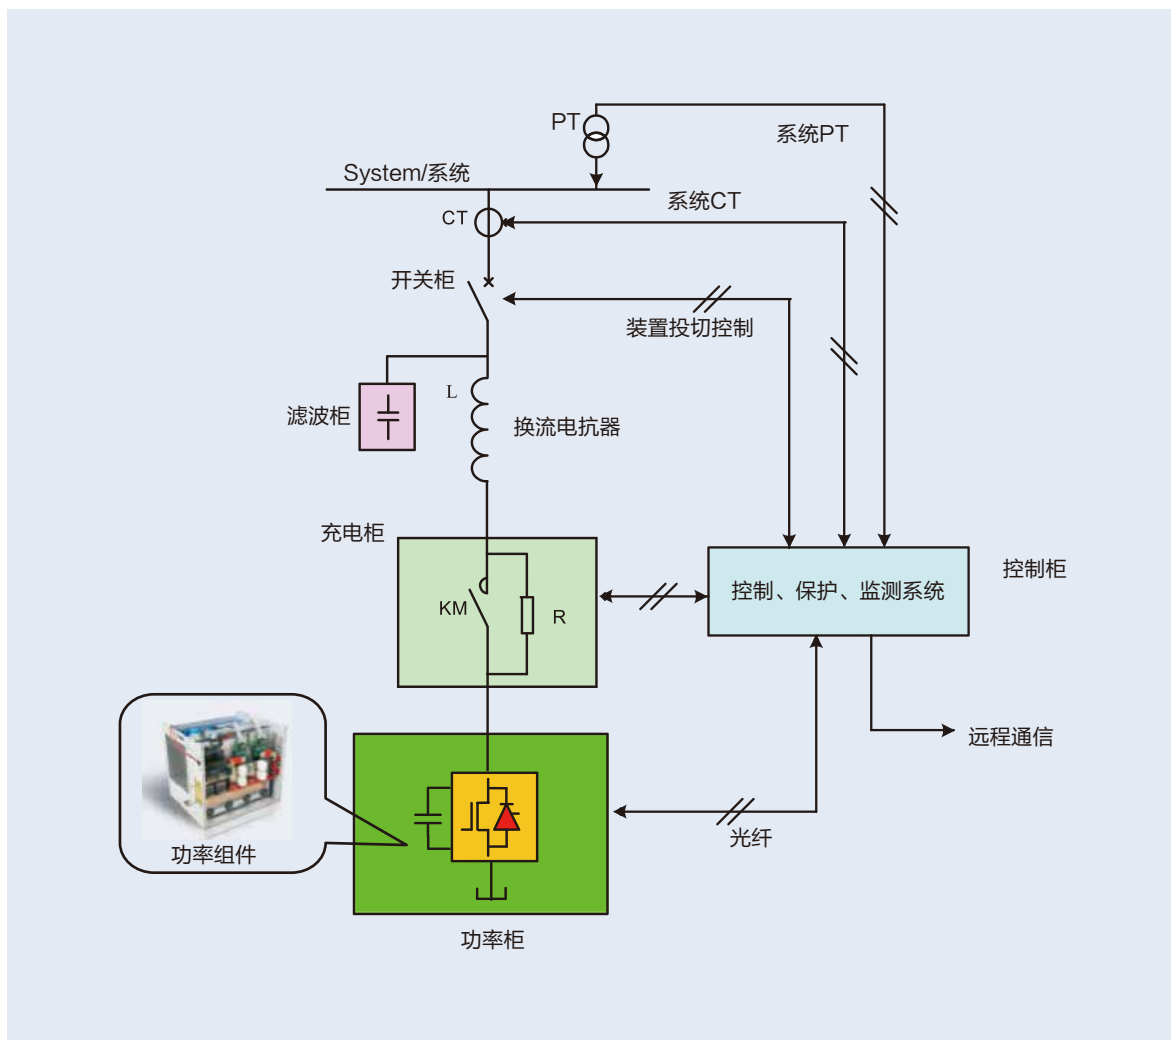 PT
系统PT
System/系统
系统CT
CT
开关柜
装置投切控制
L
滤波柜
换流电抗器
充电柜
控制柜
控制、保护、监测系统
KM
R
远程通信
光纤
功率组件
功率柜